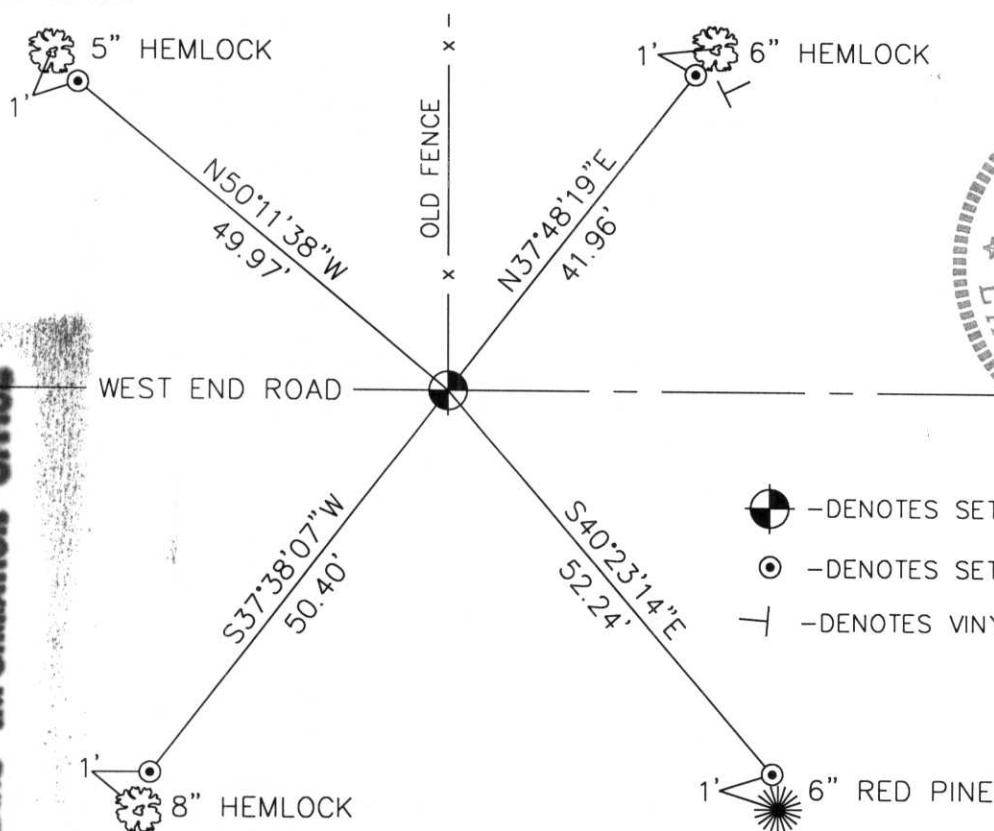 5" HEMLOCK
1'
6" HEMLOCK
1'
OLD FENCE
N50°11'38"W
49.97'
N37°48'19"E
41.96'
WEST END ROAD
S37°38'07"W
50.40'
S40°23'14"E
52.24'
-DENOTES SET
-DENOTES SET
-DENOTES VINY
1'
8" HEMLOCK
1'
6" RED PINE